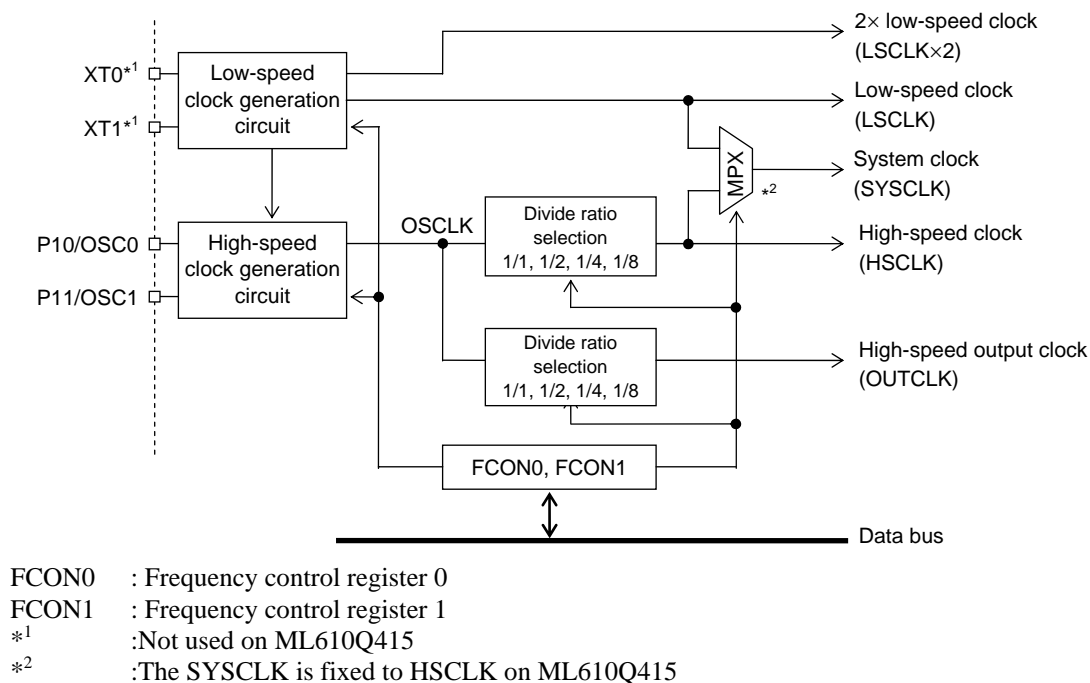 2× low-speed clock
(LSCLK×2)
XT0*1
Low-speed
clock generation
circuit
XT1*1
Low-speed clock
(LSCLK)
MPX
*2
System clock
(SYSCLK)
P10/OSC0
High-speed
clock generation
circuit
P11/OSC1
OSCLK
Divide ratio
selection
1/1, 1/2, 1/4, 1/8
High-speed clock
(HSCLK)
Divide ratio
selection
1/1, 1/2, 1/4, 1/8
High-speed output clock
(OUTCLK)
FCON0, FCON1
Data bus
FCON0 : Frequency control register 0
FCON1 : Frequency control register 1
*1 :Not used on ML610Q415
*2 :The SYSCLK is fixed to HSCLK on ML610Q415